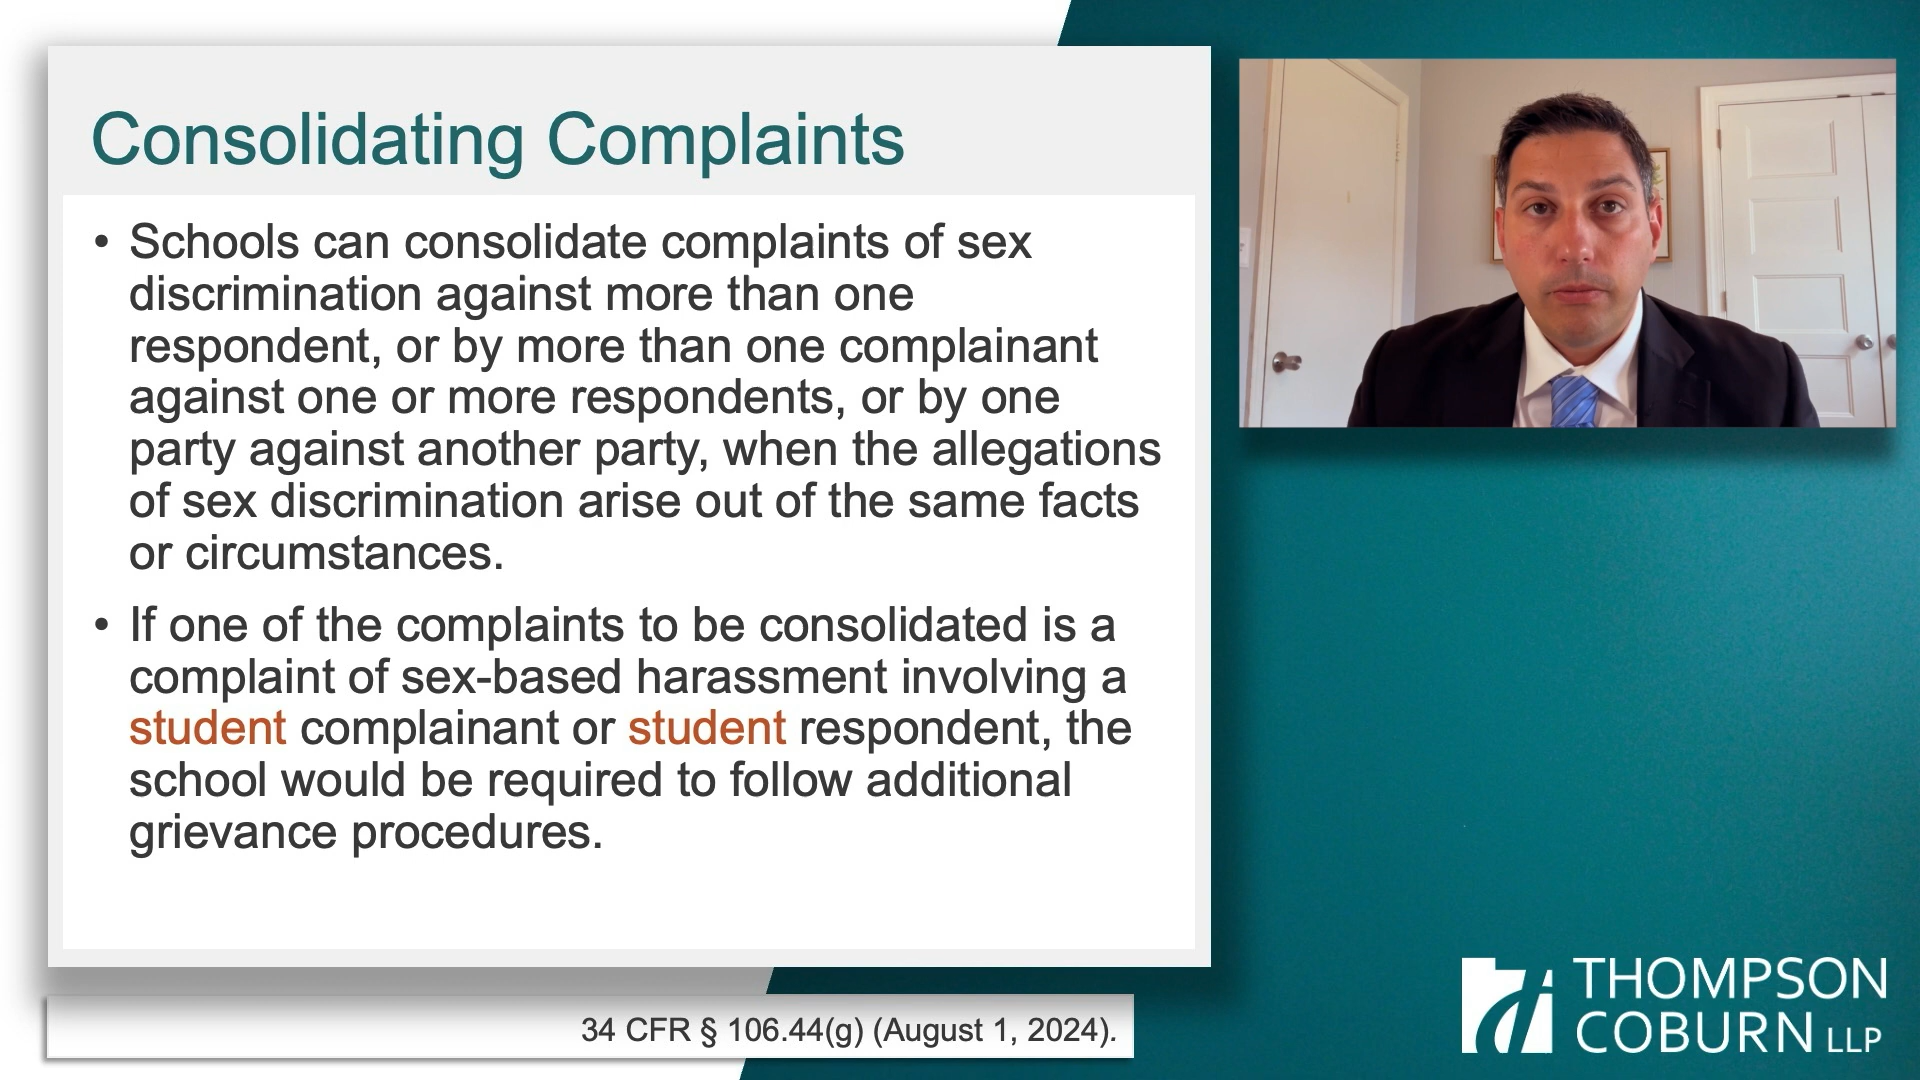 Consolidating Complaints
• Schools can consolidate complaints of sex
discrimination against more than one
respondent, or by more than one complainant
against one or more respondents, or by one
party against another party, when the allegations
of sex discrimination arise out of the same facts
or circumstances.
• If one of the complaints to be consolidated is a
complaint of sex-based harassment involving a
student complainant or student respondent, the
school would be required to follow additional
grievance procedures.
34 CFR § 106.44(g) (August 1, 2024).
THOMPSON
COBURN LLP